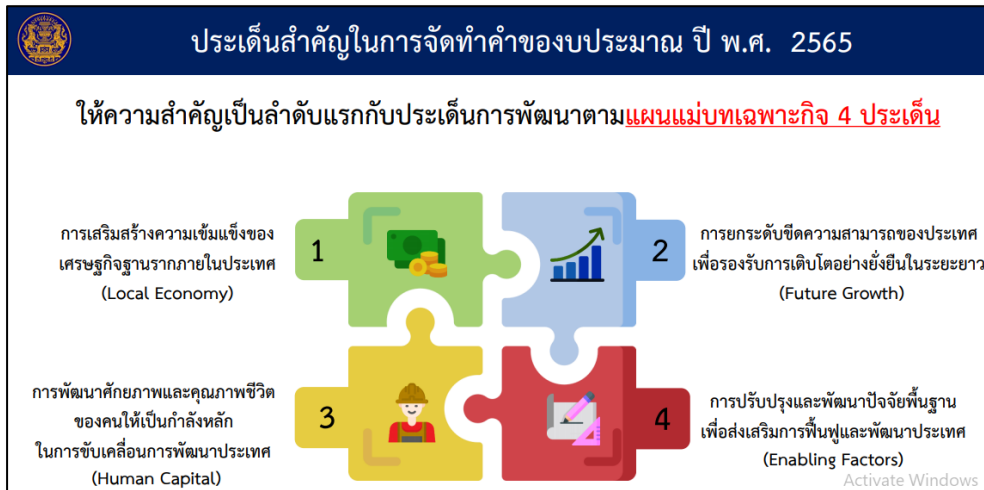 ประเด็นสำคัญในการจัดทำคำของบประมาณ ปี พ.ศ. 2565
ให้ความสำคัญเป็นลำดับแรกกับประเด็นการพัฒนาตามแผนแม่บทเฉพาะกิจ 4 ประเด็น
การเสริมสร้างความเข้มแข็งของ
เศรษฐกิจฐานรากภายในประเทศ
(Local Economy)
1
2
การยกระดับขีดความสามารถของประเทศ
เพื่อรองรับการเติบโตอย่างยั่งยืนในระยะยาว
(Future Growth)
การพัฒนาศักยภาพและคุณภาพชีวิต
ของคนให้เป็นกำลังหลัก
ในการขับเคลื่อนการพัฒนาประเทศ
(Human Capital)
3
4
การปรับปรุงและพัฒนาปัจจัยพื้นฐาน
เพื่อส่งเสริมการฟื้นฟูและพัฒนาประเทศ
(Enabling Factors)
Activate Windows